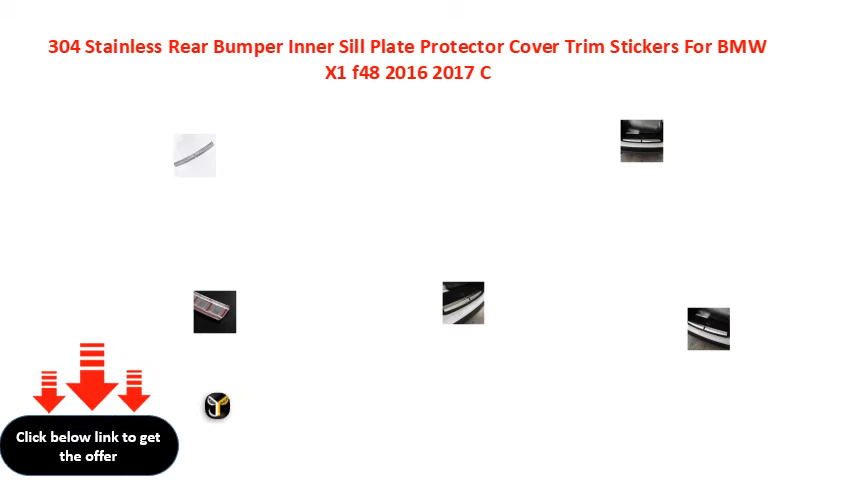 304 Stainless Rear Bumper Inner Sill Plate Protector Cover Trim Stickers For BMW
X1 f48 2016 2017 C
Click below link to get
the offer